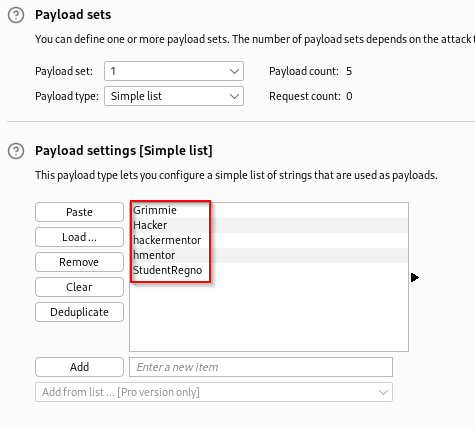 Payload sets
You can define one or more payload sets. The number of payload sets depends on the attack
Payload set: 1 Payload count: 5
Payload type: Simple list Request count: 0
Payload settings [Simple list]
This payload type lets you configure a simple list of strings that are used as payloads.
Paste
Load ...
Remove
Clear
Deduplicate
Grimmie
Hacker
hackermentor
hmentor
StudentRegno
Add Enter a new item
Add from list ... [Pro version only]